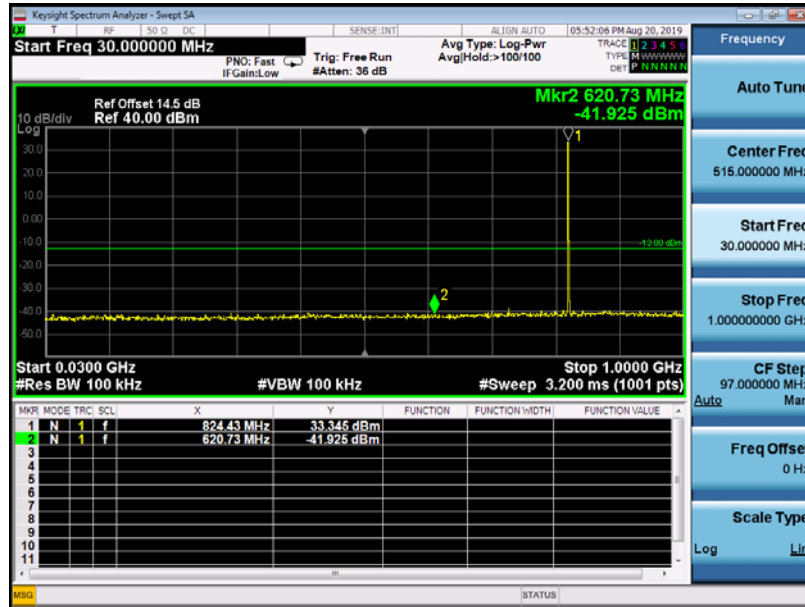 Keysight Spectrum Analyzer - Swept SA
T RF 50 Ω DC SENSE:INT ALIGN AUTO 05:52:06 PM Aug 20, 2019
Start Freq 30.000000 MHz
PNO: Fast
IFGain:Low
Trig: Free Run
#Atten: 36 dB
Avg Type: Log-Pwr
Avg|Hold:>100/100
TRACE 1 2 3 4 5 6
TYPE M WWWWW
DET P N N N N N
Ref Offset 14.5 dB
10 dB/div Ref 40.00 dBm
Log
Mkr2 620.73 MHz
-41.925 dBm
1
30.0
20.0
10.0
0.00
-10.0
-13.00 dBm
-20.0
-30.0
2
-40.0
-50.0
Start 0.0300 GHz Stop 1.0000 GHz
#Res BW 100 kHz #VBW 100 kHz #Sweep 3.200 ms (1001 pts)
MKR MODE TRC SCL X Y FUNCTION FUNCTION WIDTH FUNCTION VALUE
1 N 1 f 824.43 MHz 33.345 dBm
2 N 1 f 620.73 MHz -41.925 dBm
3
4
5
6
7
8
9
10
11
MSG STATUS
Frequency
Auto Tune
Center Freq
515.000000 MHz
Start Freq
30.000000 MHz
Stop Freq
1.000000000 GHz
CF Step
97.000000 MHz
Auto Man
Freq Offset
0 Hz
Scale Type
Log Lin